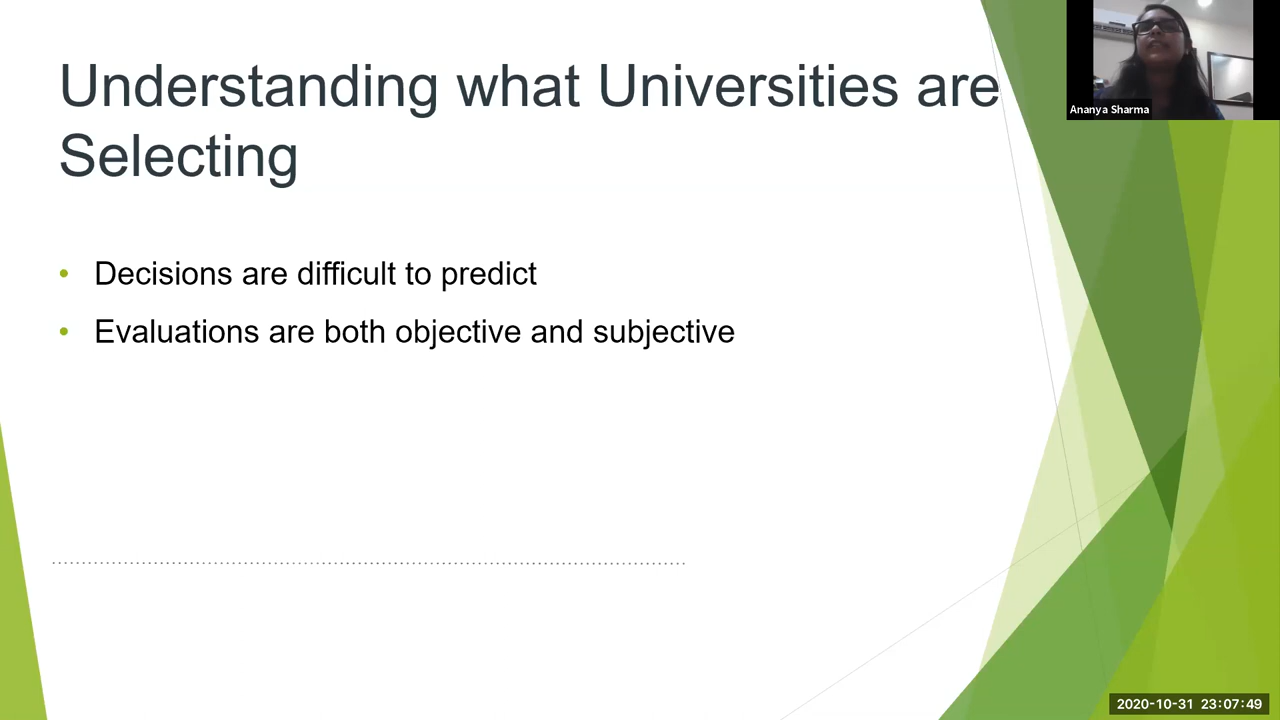 Understanding what Universities are
Selecting
• Decisions are difficult to predict
• Evaluations are both objective and subjective
Ananya Sharma
2020-10-31 23:07:49